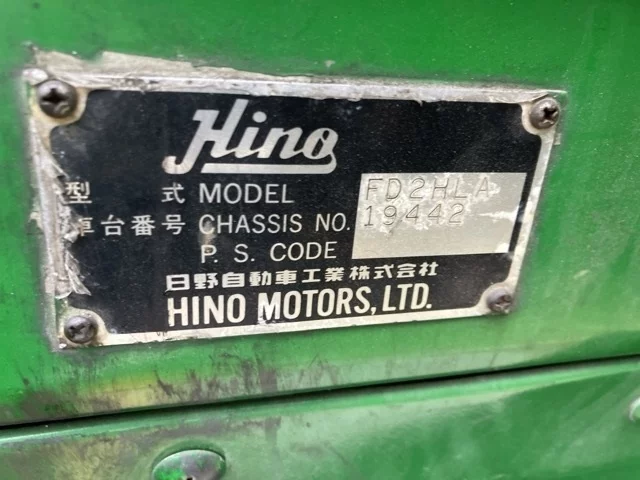 Hino
型 式 MODEL FD2HLA
車台番号 CHASSIS NO. 19442
P. S. CODE
日野自動車工業株式会社
HINO MOTORS, LTD.